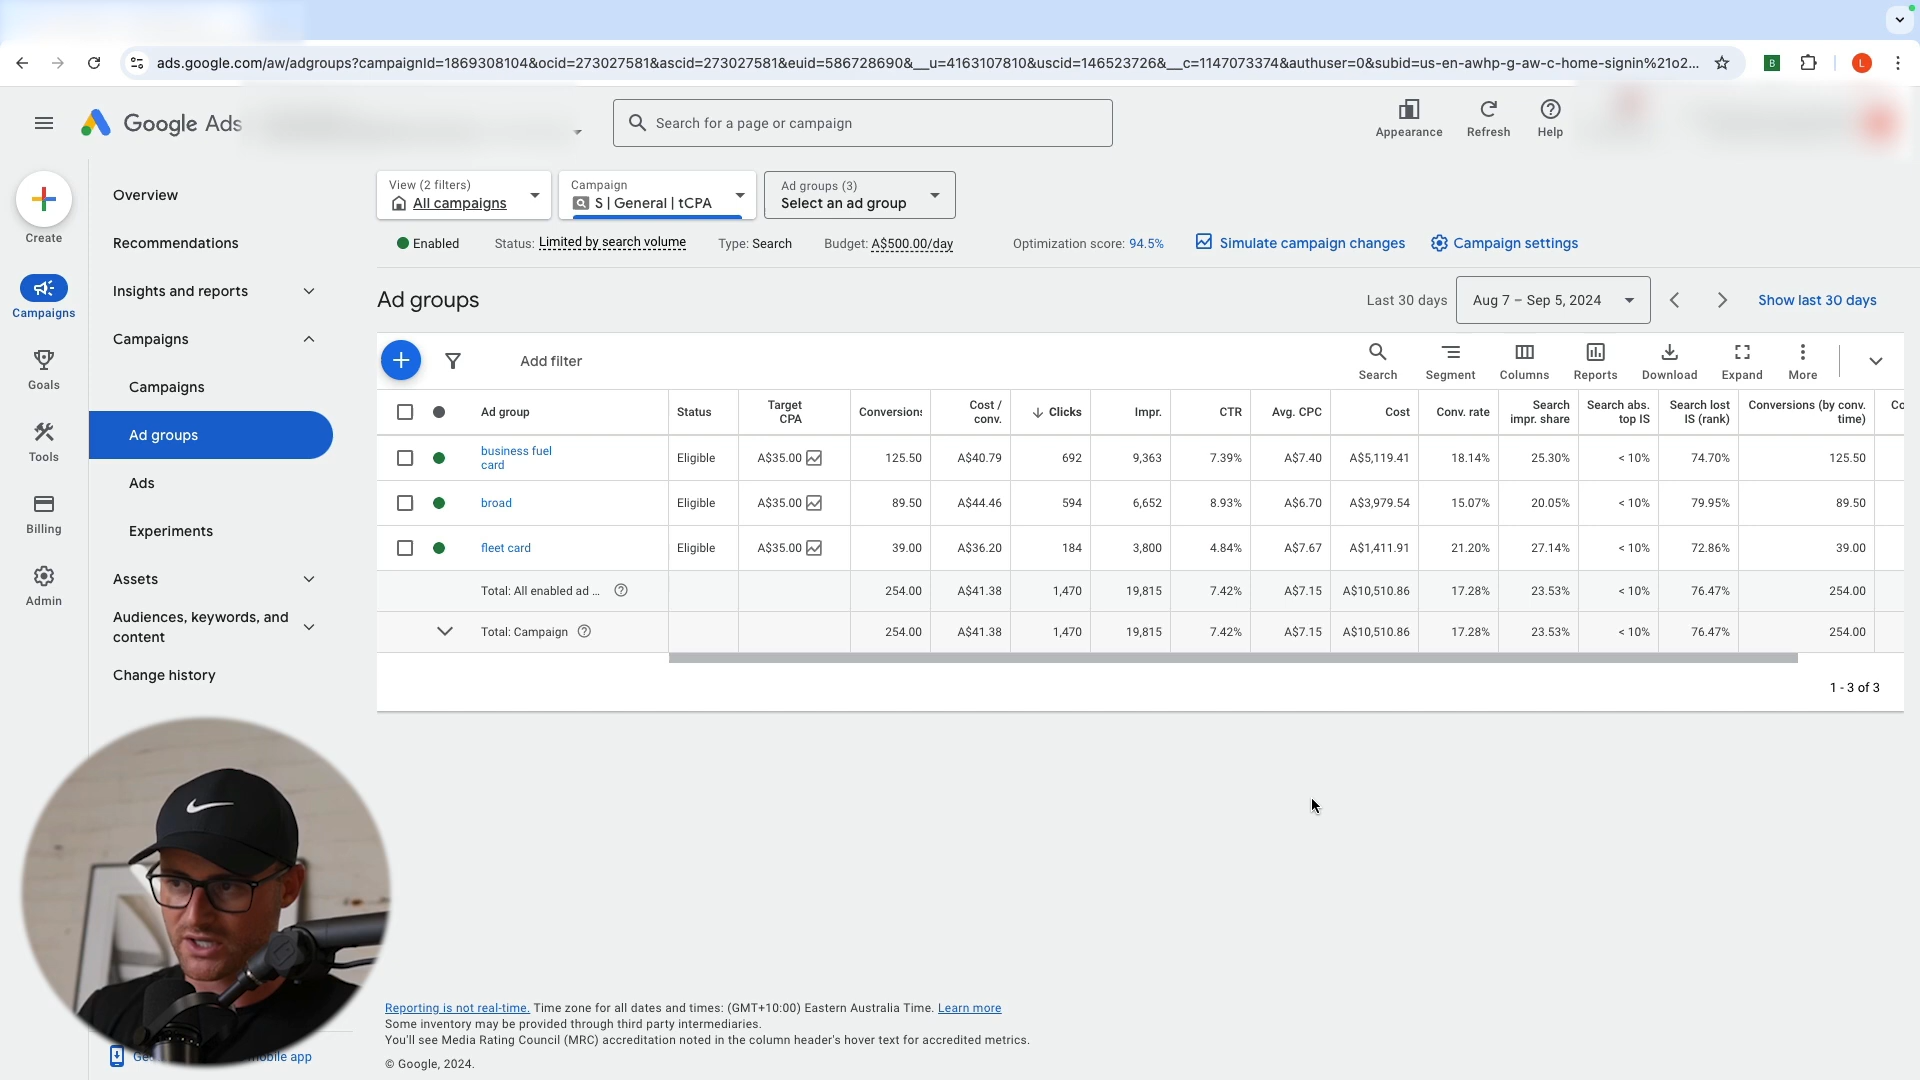 ads.google.com/aw/adgroups?campaignId=1869308104&ocid=273027581&ascid=273027581&euid=586728690&__u=4163107810&uscid=146523726&__c=1147073374&authuser=0&subid=us-en-awhp-g-aw-c-home-signin%21o2...
B
L
Google Ads
Search for a page or campaign
Appearance
Refresh
Help
Create
Campaigns
Goals
Tools
Billing
Admin
Overview
Recommendations
Insights and reports
Campaigns
Campaigns
Ad groups
Ads
Experiments
Assets
Audiences, keywords, and
content
Change history
View (2 filters)
All campaigns
Campaign
S | General | tCPA
Ad groups (3)
Select an ad group
Enabled Status: Limited by search volume Type: Search Budget: A$500.00/day Optimization score: 94.5% Simulate campaign changes Campaign settings
Ad groups
Last 30 days Aug 7 – Sep 5, 2024 Show last 30 days
Add filter
Search Segment Columns Reports Download Expand More
Ad group Status Target CPA Conversions Cost / conv. Clicks Impr. CTR Avg. CPC Cost Conv. rate Search impr. share Search abs. top IS Search lost IS (rank) Conversions (by conv. time) Co
business fuel card Eligible A$35.00 125.50 A$40.79 692 9,363 7.39% A$7.40 A$5,119.41 18.14% 25.30% < 10% 74.70% 125.50
broad Eligible A$35.00 89.50 A$44.46 594 6,652 8.93% A$6.70 A$3,979.54 15.07% 20.05% < 10% 79.95% 89.50
fleet card Eligible A$35.00 39.00 A$36.20 184 3,800 4.84% A$7.67 A$1,411.91 21.20% 27.14% < 10% 72.86% 39.00
Total: All enabled ad ... 254.00 A$41.38 1,470 19,815 7.42% A$7.15 A$10,510.86 17.28% 23.53% < 10% 76.47% 254.00
Total: Campaign 254.00 A$41.38 1,470 19,815 7.42% A$7.15 A$10,510.86 17.28% 23.53% < 10% 76.47% 254.00
1 - 3 of 3
Reporting is not real-time. Time zone for all dates and times: (GMT+10:00) Eastern Australia Time. Learn more
Some inventory may be provided through third party intermediaries.
You'll see Media Rating Council (MRC) accreditation noted in the column header's hover text for accredited metrics.
© Google, 2024.
app